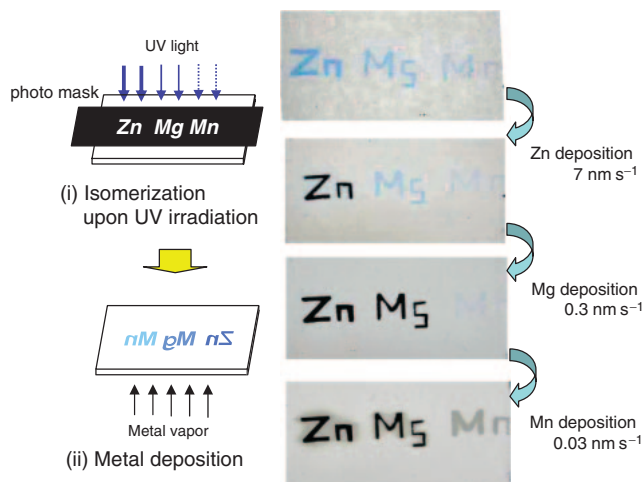 UV light
photo mask
Zn Mg Mn
(i) Isomerization
upon UV irradiation
Zn Mg Mn
Metal vapor
(ii) Metal deposition
Zn Mg Mn
Zn deposition
7 nm s⁻¹
Zn Mg Mn
Mg deposition
0.3 nm s⁻¹
Zn Mg Mn
Mn deposition
0.03 nm s⁻¹
Zn Mg Mn